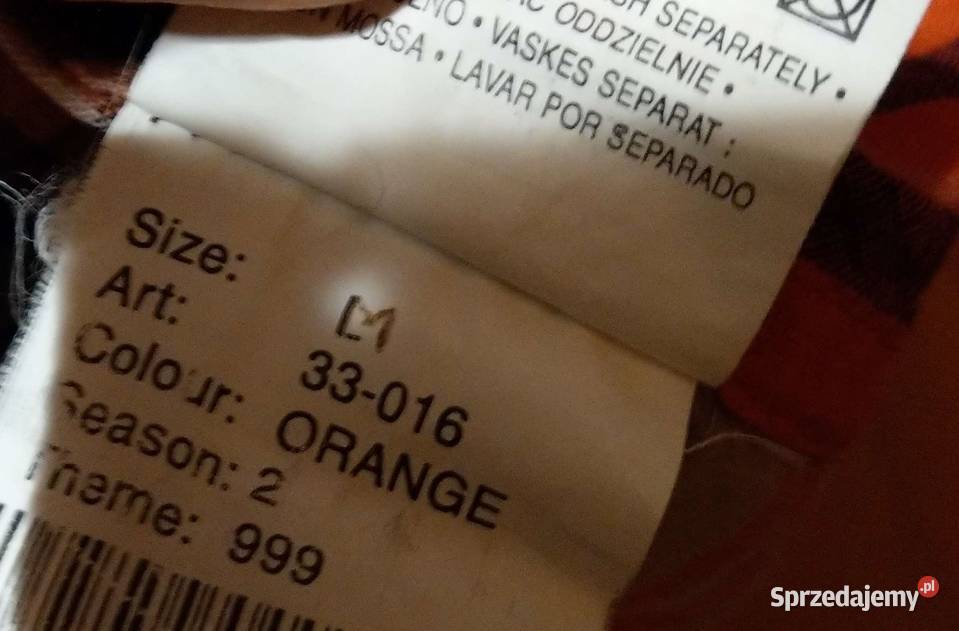 SEPARATELY •
ODDZIELNIE •
• VASKES SEPARAT :
MOSSA • LAVAR POR SEPARADO
Size:
Art: 33-016
Colour: ORANGE
Season: 2
Theme: 999
Sprzedajemy.pl